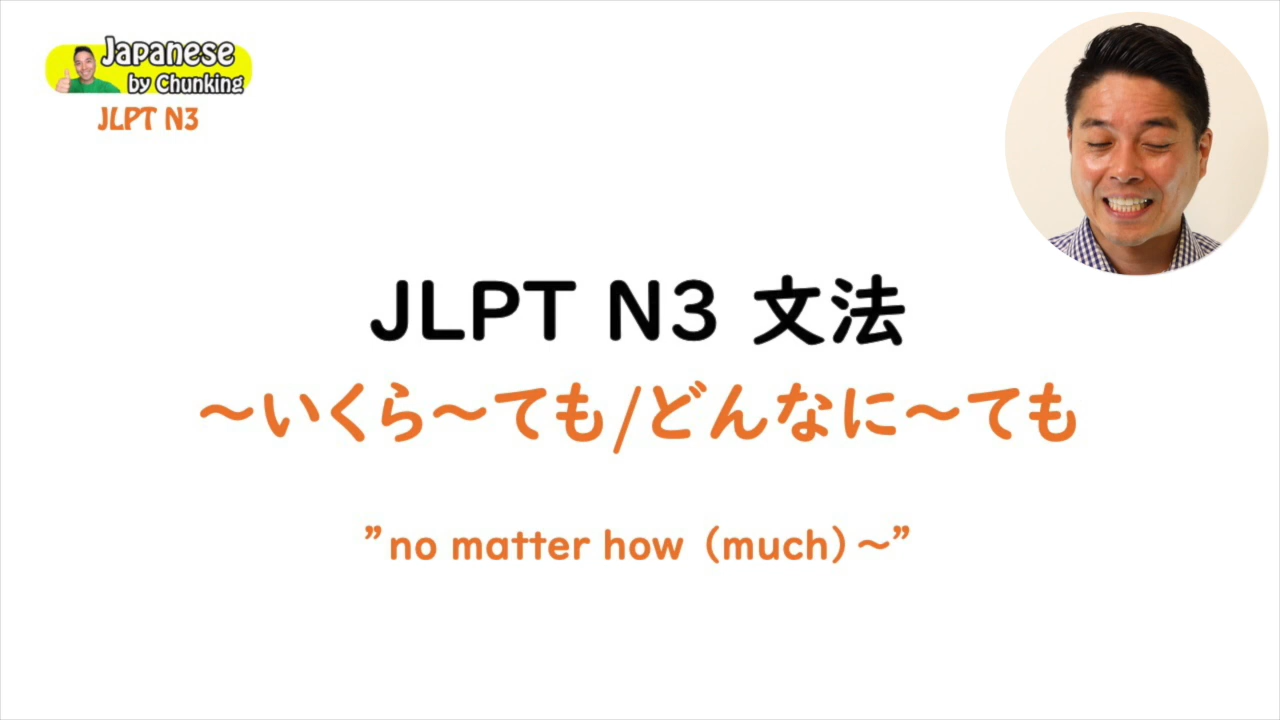 Japanese
by Chunking
JLPT N3
JLPT N3 文法
～いくら～ても/どんなに～ても
”no matter how（much）～”